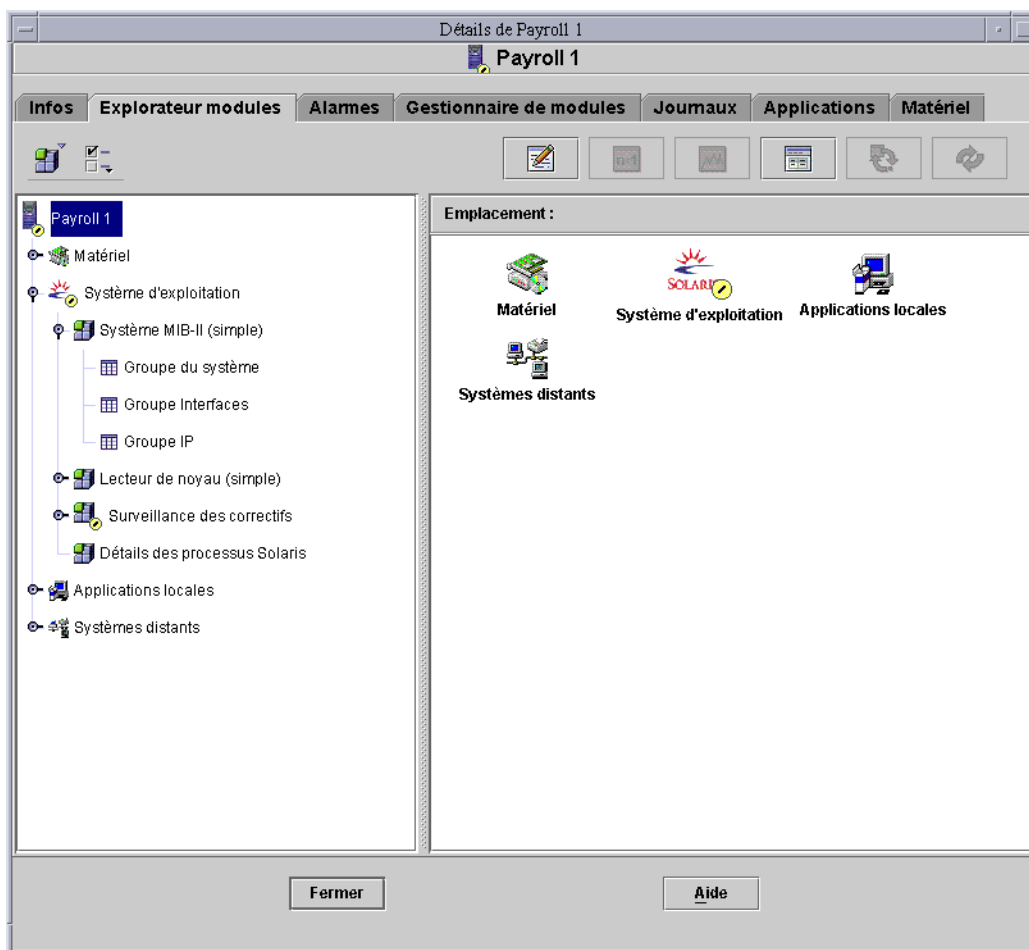 Détails de Payroll 1
Payroll 1
Infos
Explorateur modules
Alarmes
Gestionnaire de modules
Journaux
Applications
Matériel
Payroll 1
Matériel
Système d'exploitation
Système MIB-II (simple)
Groupe du système
Groupe Interfaces
Groupe IP
Lecteur de noyau (simple)
Surveillance des correctifs
Détails des processus Solaris
Applications locales
Systèmes distants
Emplacement :
Matériel
Système d'exploitation
Applications locales
Systèmes distants
Fermer
Aide